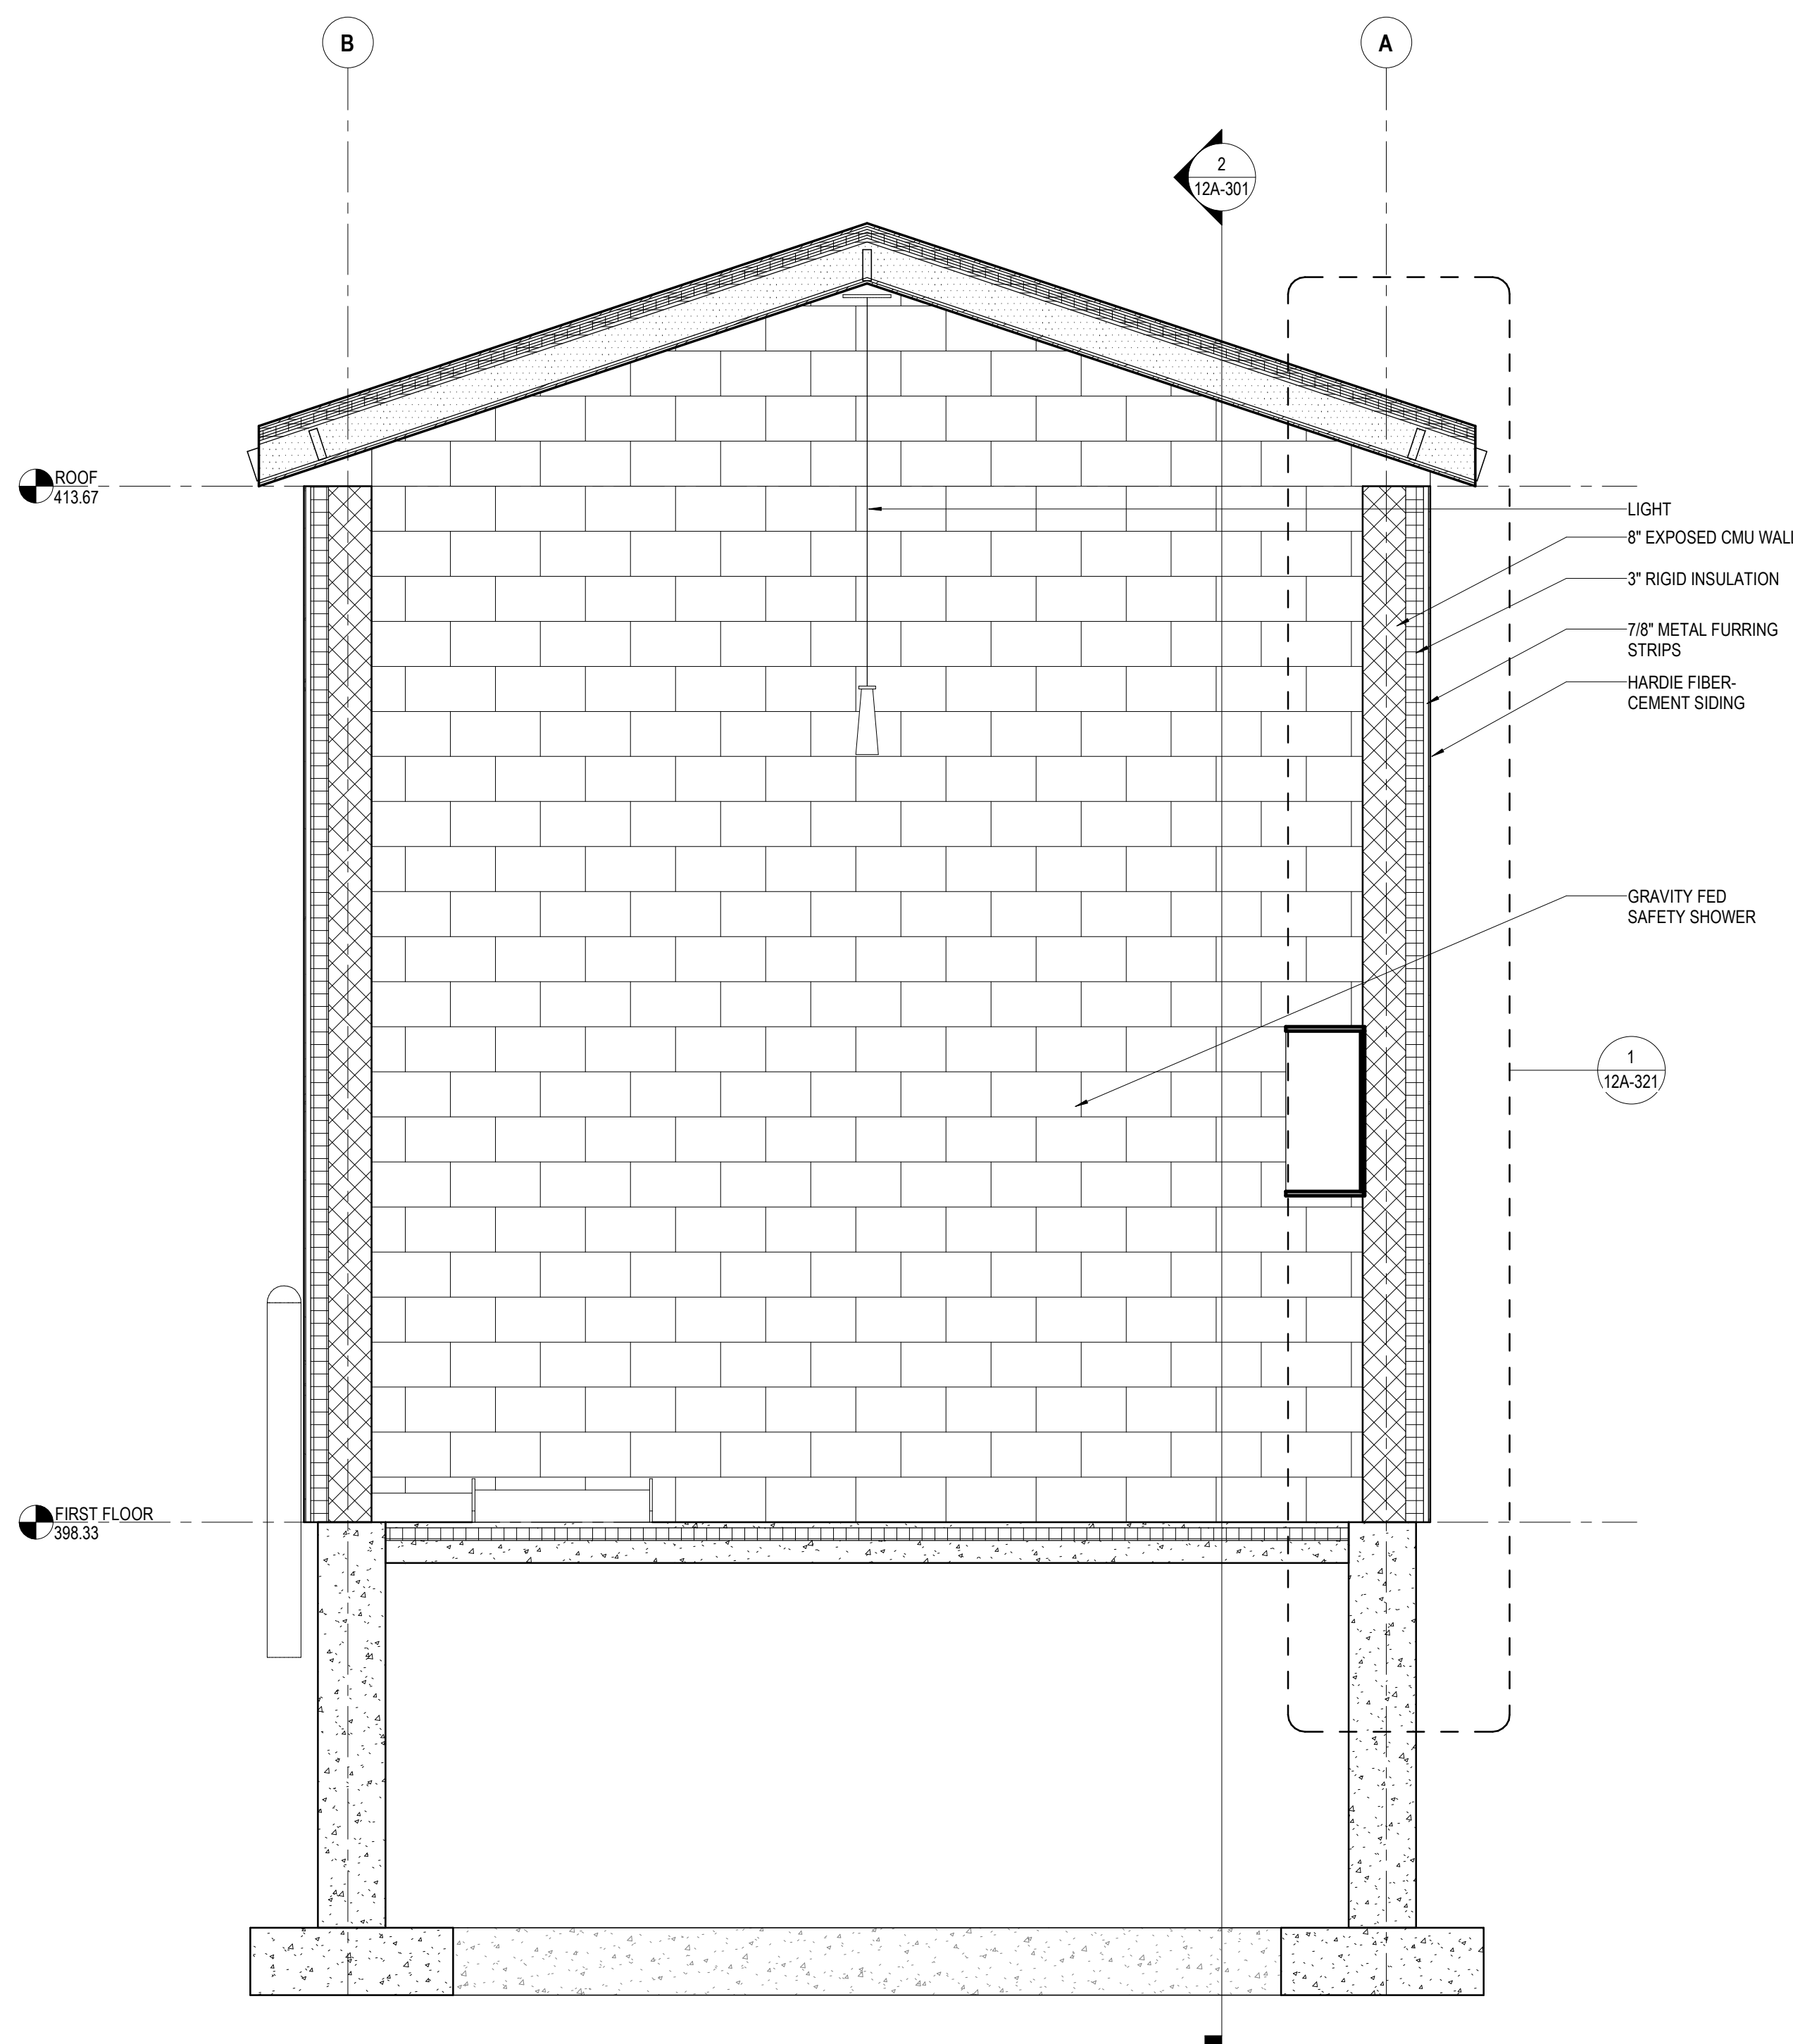 B
A
2
12A-301
ROOF
413.67
LIGHT
8" EXPOSED CMU WALL
3" RIGID INSULATION
7/8" METAL FURRING
STRIPS
HARDIE FIBER-
CEMENT SIDING
GRAVITY FED
SAFETY SHOWER
1
12A-321
FIRST FLOOR
398.33